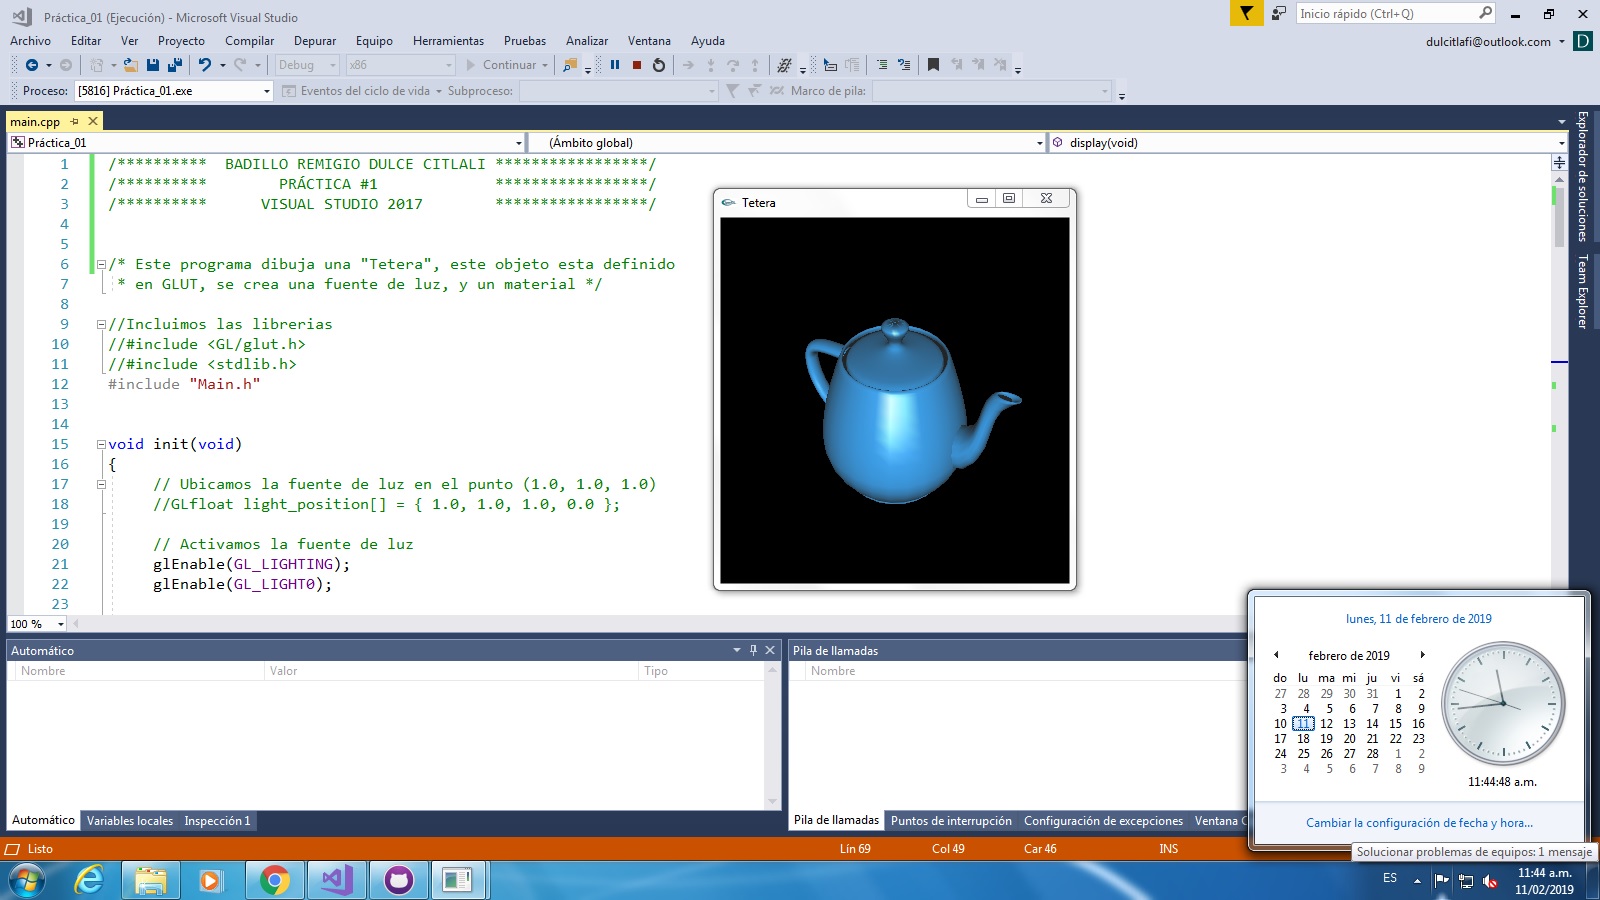 Práctica_01 (Ejecución) - Microsoft Visual Studio
Inicio rápido (Ctrl+Q)
Archivo Editar Ver Proyecto Compilar Depurar Equipo Herramientas Pruebas Analizar Ventana Ayuda
dulcitlafi@outlook.com D
Debug x86 Continuar
Proceso: [5816] Práctica_01.exe Eventos del ciclo de vida Subproceso: Marco de pila:
main.cpp
Práctica_01 (Ámbito global) display(void)
1 /********** BADILLO REMIGIO DULCE CITLALI *****************/
2 /********** PRÁCTICA #1 *****************/
3 /********** VISUAL STUDIO 2017 *****************/
4
5
6 /* Este programa dibuja una "Tetera", este objeto esta definido
7 * en GLUT, se crea una fuente de luz, y un material */
8
9 //Incluimos las librerias
10 //#include <GL/glut.h>
11 //#include <stdlib.h>
12 #include "Main.h"
13
14
15 void init(void)
16 {
17 // Ubicamos la fuente de luz en el punto (1.0, 1.0, 1.0)
18 //GLfloat light_position[] = { 1.0, 1.0, 1.0, 0.0 };
19
20 // Activamos la fuente de luz
21 glEnable(GL_LIGHTING);
22 glEnable(GL_LIGHT0);
23
Tetera
Explorador de soluciones
Team Explorer
100 %
Automático
Nombre Valor Tipo
Automático Variables locales Inspección 1
Pila de llamadas
Nombre
Pila de llamadas Puntos de interrupción Configuración de excepciones Ventana C
lunes, 11 de febrero de 2019
febrero de 2019
do lu ma mi ju vi sá
27 28 29 30 31 1 2
3 4 5 6 7 8 9
10 11 12 13 14 15 16
17 18 19 20 21 22 23
24 25 26 27 28 1 2
3 4 5 6 7 8 9
11:44:48 a.m.
Cambiar la configuración de fecha y hora...
Listo Lín 69 Col 49 Car 46 INS
Solucionar problemas de equipos: 1 mensaje
ES
11:44 a.m.
11/02/2019